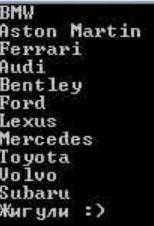 BMW
Aston Martin
Ferrari
Audi
Bentley
Ford
Lexus
Mercedes
Toyota
Volvo
Subaru
Жигули :)